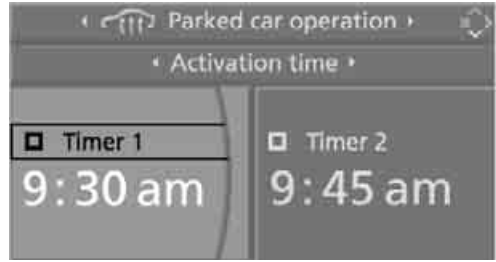 Parked car operation
Activation time
Timer 1
9:30 am
Timer 2
9:45 am